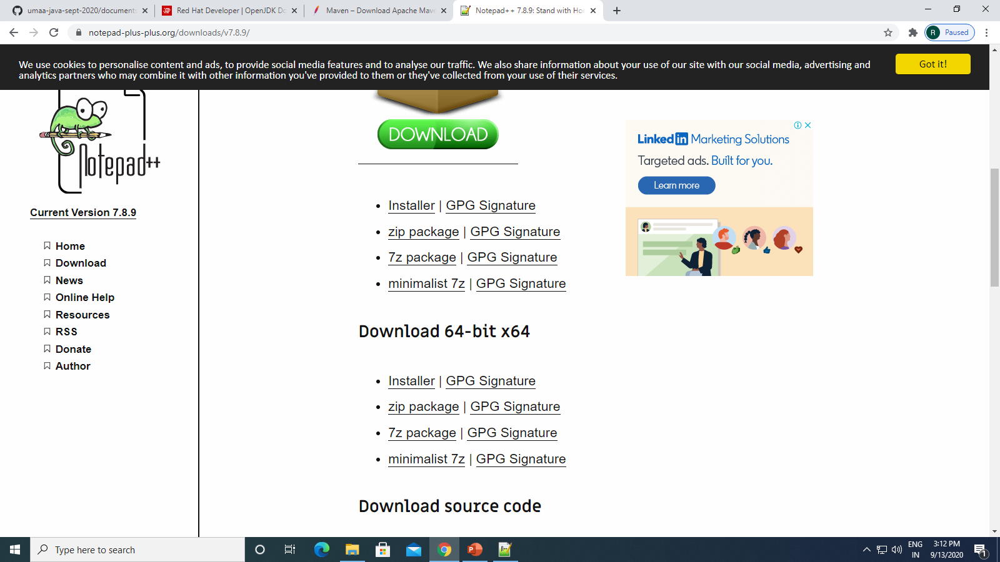 umaa-java-sept-2020/documents
Red Hat Developer | OpenJDK Do
Maven – Download Apache Mave
Notepad++ 7.8.9: Stand with Hon
notepad-plus-plus.org/downloads/v7.8.9/
R Paused
We use cookies to personalise content and ads, to provide social media features and to analyse our traffic. We also share information about your use of our site with our social media, advertising and
analytics partners who may combine it with other information you've provided to them or they've collected from your use of their services.
Got it!
Notepad++
Current Version 7.8.9
Home
Download
News
Online Help
Resources
RSS
Donate
Author
DOWNLOAD
Installer | GPG Signature
zip package | GPG Signature
7z package | GPG Signature
minimalist 7z | GPG Signature
Download 64-bit x64
Installer | GPG Signature
zip package | GPG Signature
7z package | GPG Signature
minimalist 7z | GPG Signature
Download source code
Linked in Marketing Solutions
Targeted ads. Built for you.
Learn more
Type here to search
ENG
IN
3:12 PM
9/13/2020
1